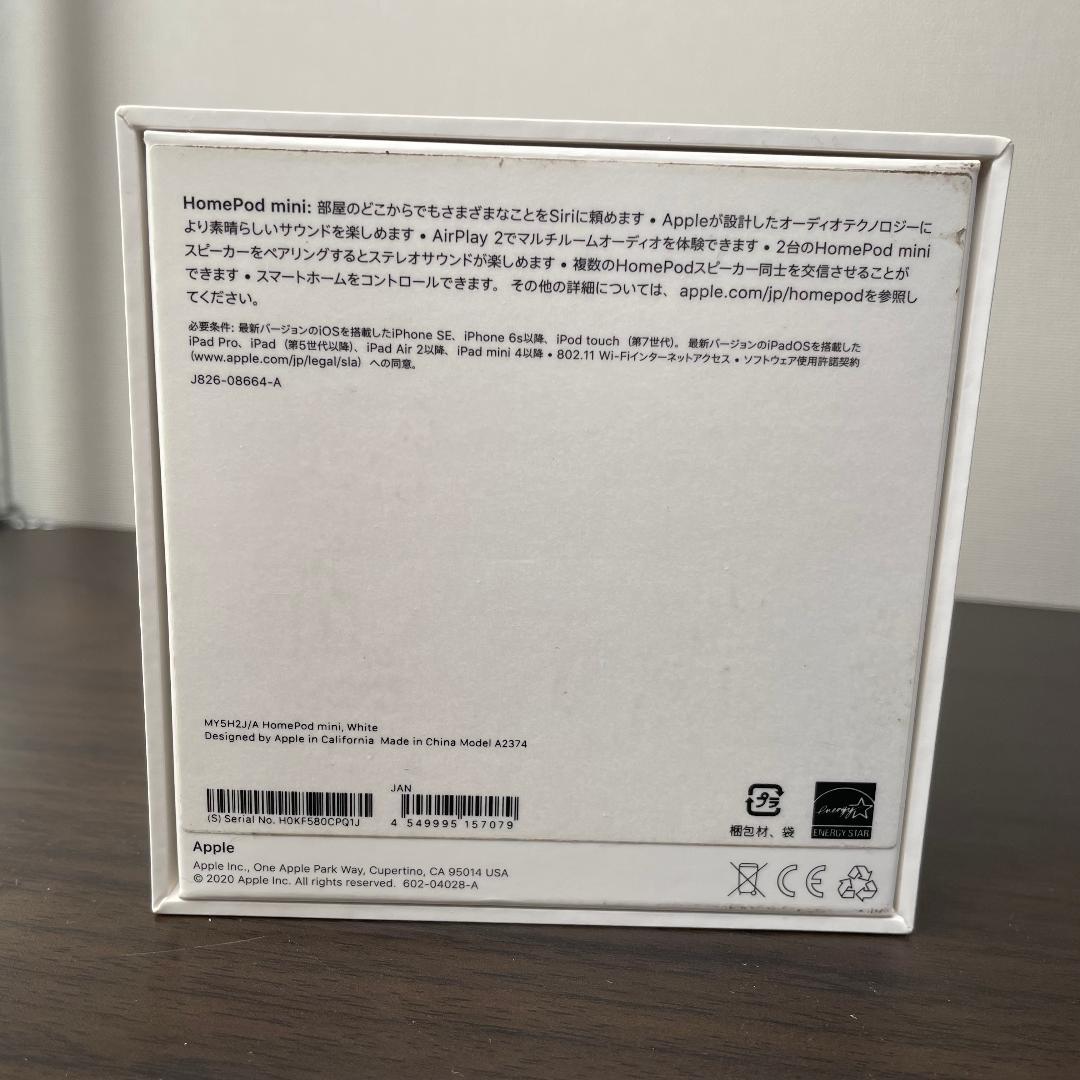 HomePod mini: 部屋のどこからでもさまざまなことをSiriに頼めます • Appleが設計したオーディオテクノロジーに
より素晴らしいサウンドを楽しめます • AirPlay 2でマルチルームオーディオを体験できます • 2台のHomePod mini
スピーカーをペアリングするとステレオサウンドが楽しめます • 複数のHomePodスピーカー同士を交信させることが
できます • スマートホームをコントロールできます。 その他の詳細については、apple.com/jp/homepodを参照し
てください。
必要条件: 最新バージョンのiOSを搭載したiPhone SE、iPhone 6s以降、iPod touch（第7世代）。 最新バージョンのiPadOSを搭載した
iPad Pro、iPad（第5世代以降）、iPad Air 2以降、iPad mini 4以降 • 802.11 Wi-Fiインターネットアクセス • ソフトウェア使用許諾契約
（www.apple.com/jp/legal/sla）への同意。
J826-08664-A
MY5H2J/A HomePod mini, White
Designed by Apple in California Made in China Model A2374
(S) Serial No. H0KF580CPQ1J
JAN
4 549995 157079
プラ
梱包材、袋
energy
ENERGY STAR
Apple
Apple Inc., One Apple Park Way, Cupertino, CA 95014 USA
© 2020 Apple Inc. All rights reserved. 602-04028-A
CE